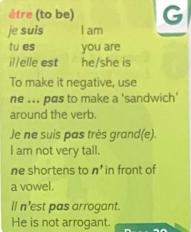 être (to be)
G
je suis I am
tu es you are
il/elle est he/she is
To make it negative, use
ne ... pas to make a 'sandwich'
around the verb.
Je ne suis pas très grand(e).
I am not very tall.
ne shortens to n' in front of
a vowel.
Il n'est pas arrogant.
He is not arrogant.